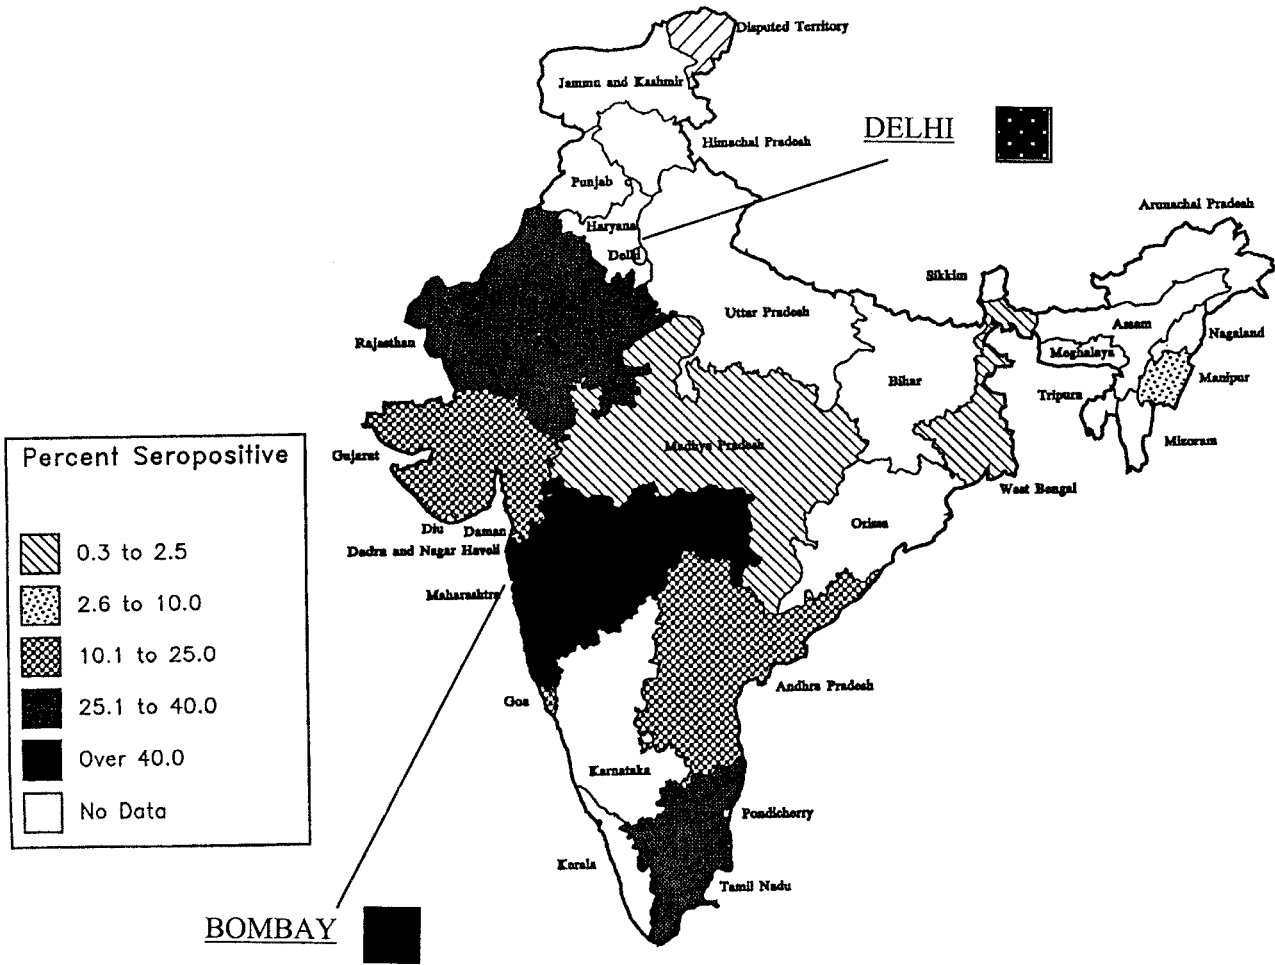 Disputed Territory
Jammu and Kashmir
DELHI
Himachal Pradesh
Punjab
Arunachal Pradesh
Haryana
Delhi
Sikkim
Uttar Pradesh
Assam
Nagaland
Rajasthan
Meghalaya
Bihar
Manipur
Tripura
Mizoram
Madhya Pradesh
Gujarat
West Bengal
Orissa
Diu
Daman
Dadra and Nagar Haveli
Maharashtra
Andhra Pradesh
Goa
Karnataka
Pondicherry
Kerala
Tamil Nadu
BOMBAY
Percent Seropositive
0.3 to 2.5
2.6 to 10.0
10.1 to 25.0
25.1 to 40.0
Over 40.0
No Data